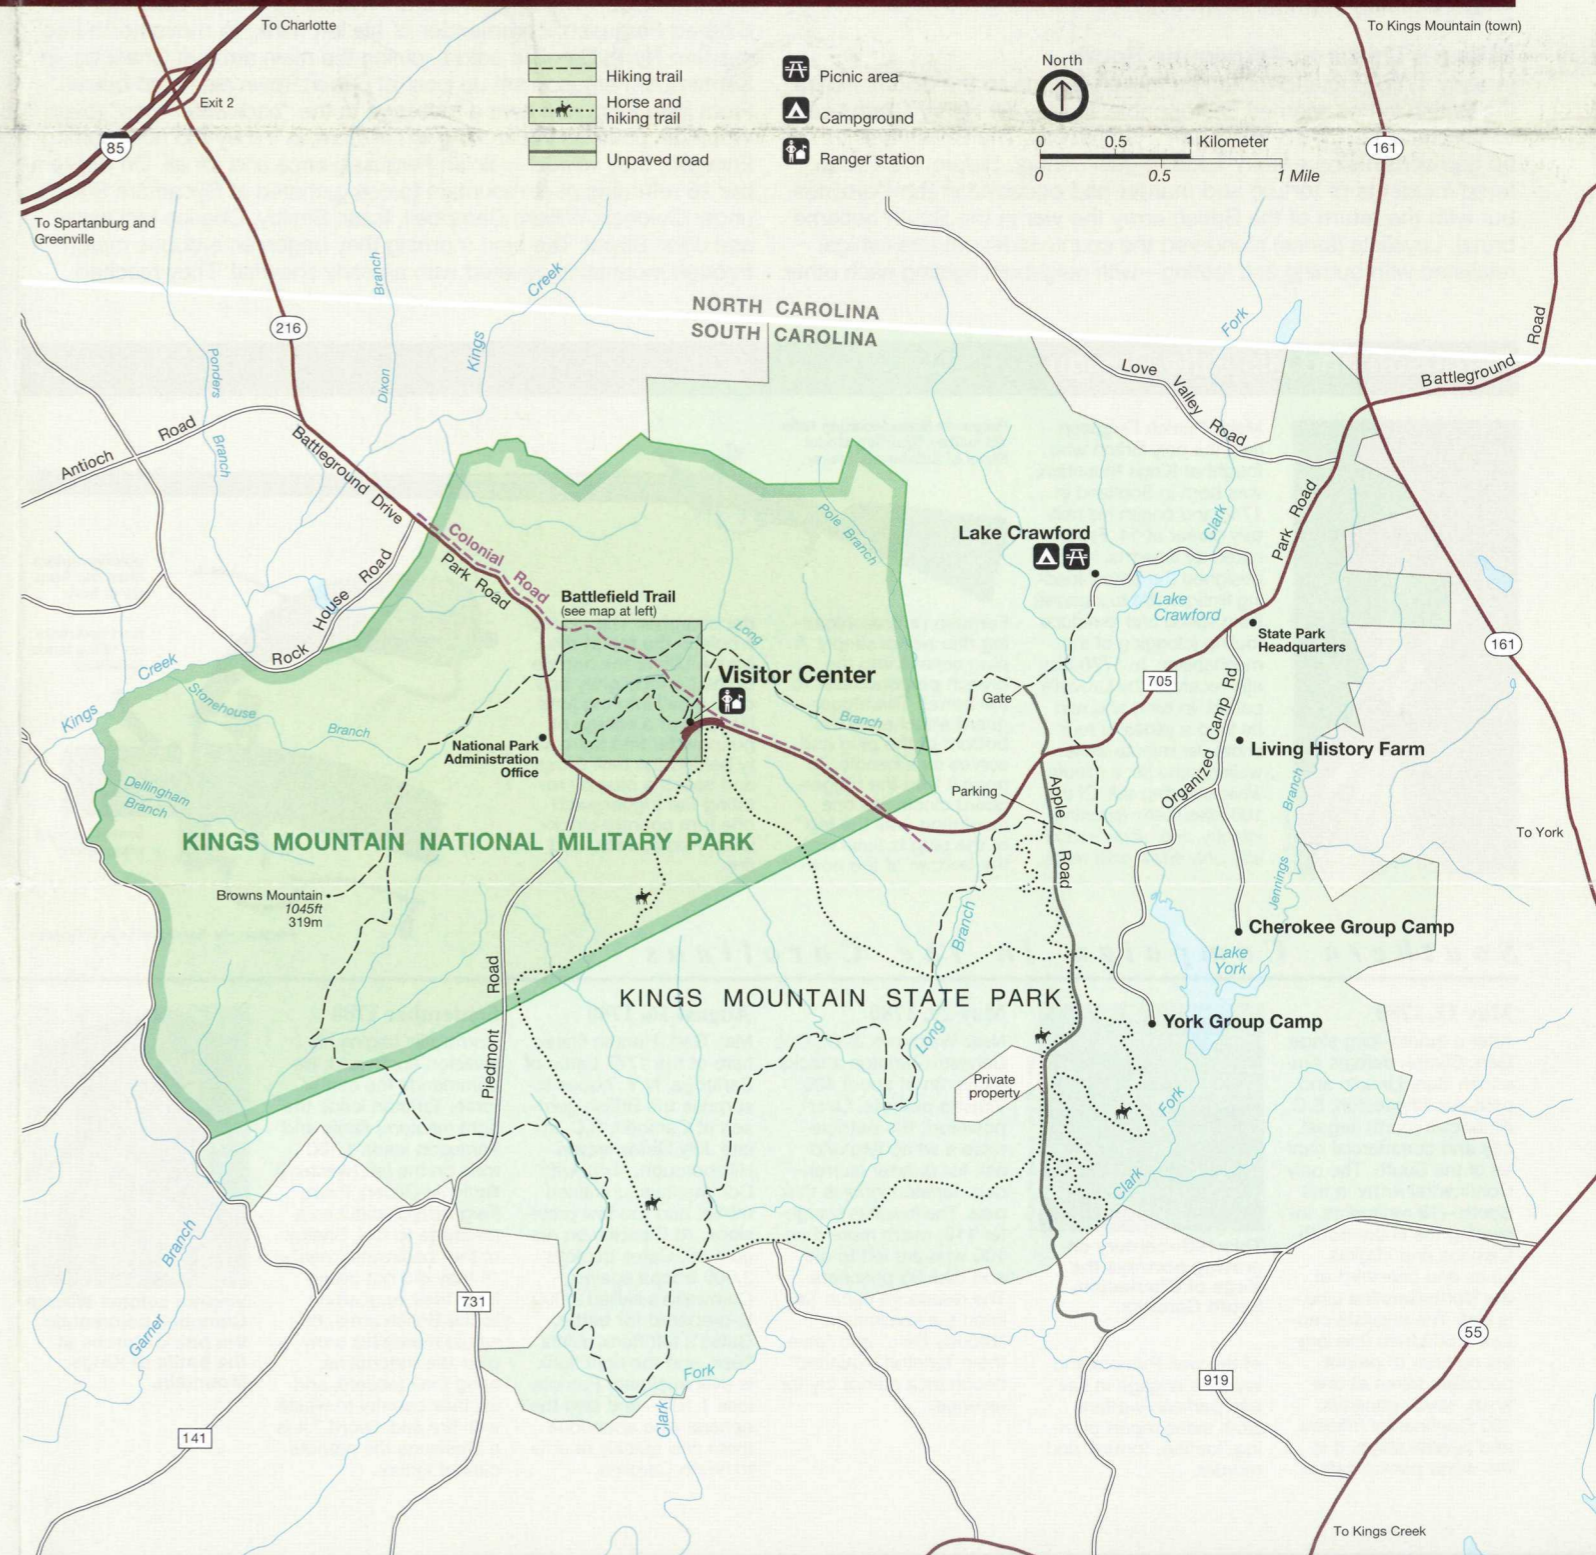 To Charlotte
To Kings Mountain (town)
Hiking trail
Horse and
hiking trail
Unpaved road
Picnic area
Campground
Ranger station
North
0
0.5
1 Kilometer
0
0.5
1 Mile
Exit 2
85
161
To Spartanburg and
Greenville
Branch
Dixon
Creek
Kings
216
NORTH CAROLINA
SOUTH CAROLINA
Fork
Clark
Battleground Road
Love Valley Road
Ponders
Branch
Antioch Road
Battleground Drive
Colonial Road
Park Road
Rock House Road
Pole Branch
Lake Crawford
Park Road
Lake
Crawford
Battlefield Trail
(see map at left)
State Park
Headquarters
161
Long
Branch
Visitor Center
705
Gate
Kings Creek
Stonehouse
Branch
National Park
Administration
Office
Living History Farm
Organized Camp Rd
Dellingham
Branch
Parking
Apple Road
Jennings Branch
To York
KINGS MOUNTAIN NATIONAL MILITARY PARK
Browns Mountain
1045ft
319m
Long Branch
Cherokee Group Camp
Lake
York
Piedmont Road
KINGS MOUNTAIN STATE PARK
York Group Camp
Private
property
Clark Fork
Garner Branch
731
55
919
Clark Fork
141
To Kings Creek